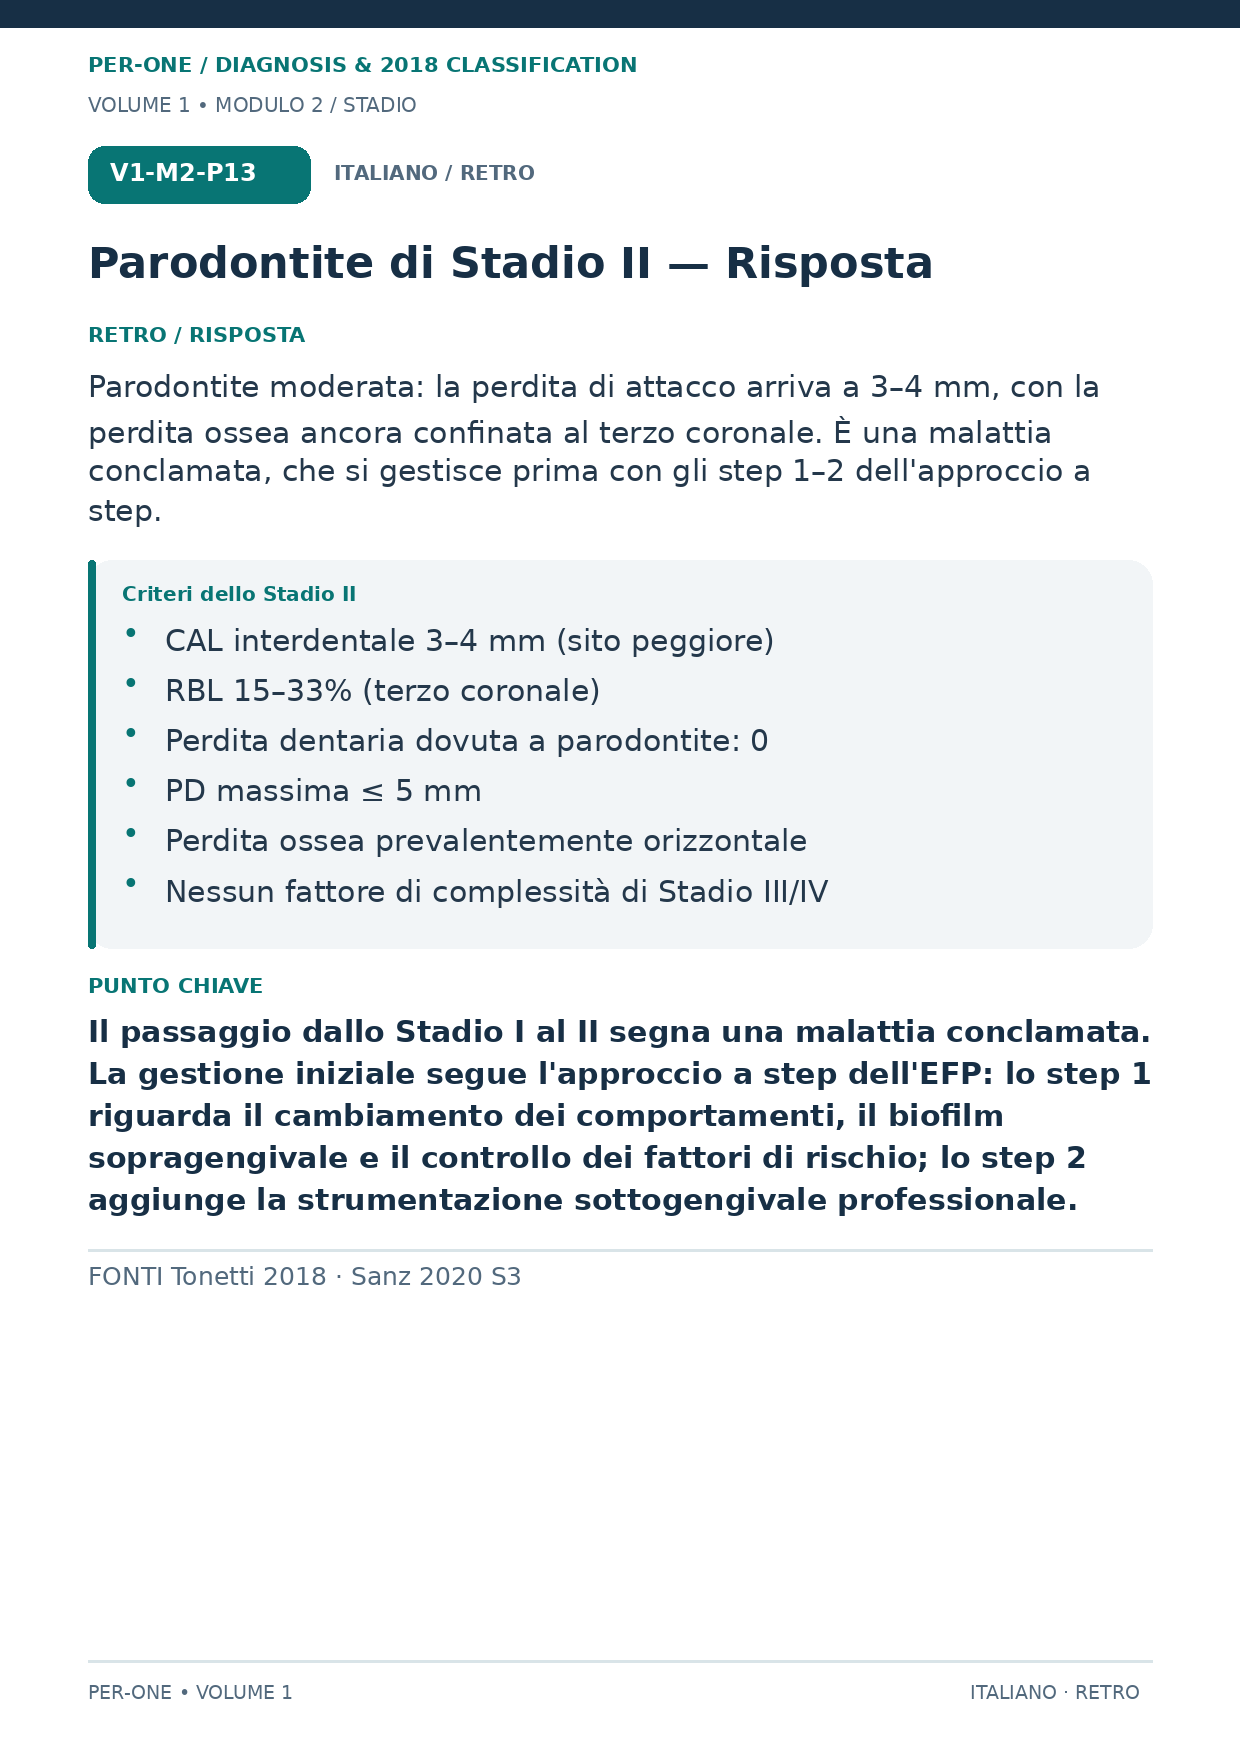 PER-ONE / DIAGNOSIS & 2018 CLASSIFICATION
VOLUME 1 • MODULO 2 / STADIO
V1-M2-P13
ITALIANO / RETRO
Parodontite di Stadio II — Risposta
RETRO / RISPOSTA
Parodontite moderata: la perdita di attacco arriva a 3–4 mm, con la
perdita ossea ancora confinata al terzo coronale. È una malattia
conclamata, che si gestisce prima con gli step 1–2 dell'approccio a
step.
Criteri dello Stadio II
• CAL interdentale 3–4 mm (sito peggiore)
• RBL 15–33% (terzo coronale)
• Perdita dentaria dovuta a parodontite: 0
• PD massima ≤ 5 mm
• Perdita ossea prevalentemente orizzontale
• Nessun fattore di complessità di Stadio III/IV
PUNTO CHIAVE
Il passaggio dallo Stadio I al II segna una malattia conclamata.
La gestione iniziale segue l'approccio a step dell'EFP: lo step 1
riguarda il cambiamento dei comportamenti, il biofilm
sopragengivale e il controllo dei fattori di rischio; lo step 2
aggiunge la strumentazione sottogengivale professionale.
FONTI Tonetti 2018 · Sanz 2020 S3
PER-ONE • VOLUME 1
ITALIANO · RETRO